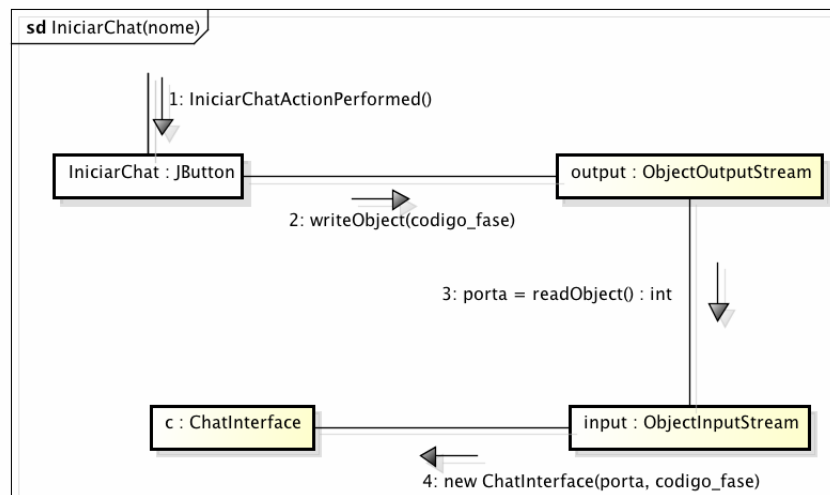 sd IniciarChat(nome)
1: IniciarChatActionPerformed()
IniciarChat : JButton
output : ObjectOutputStream
2: writeObject(codigo_fase)
3: porta = readObject() : int
c : ChatInterface
input : ObjectInputStream
4: new ChatInterface(porta, codigo_fase)